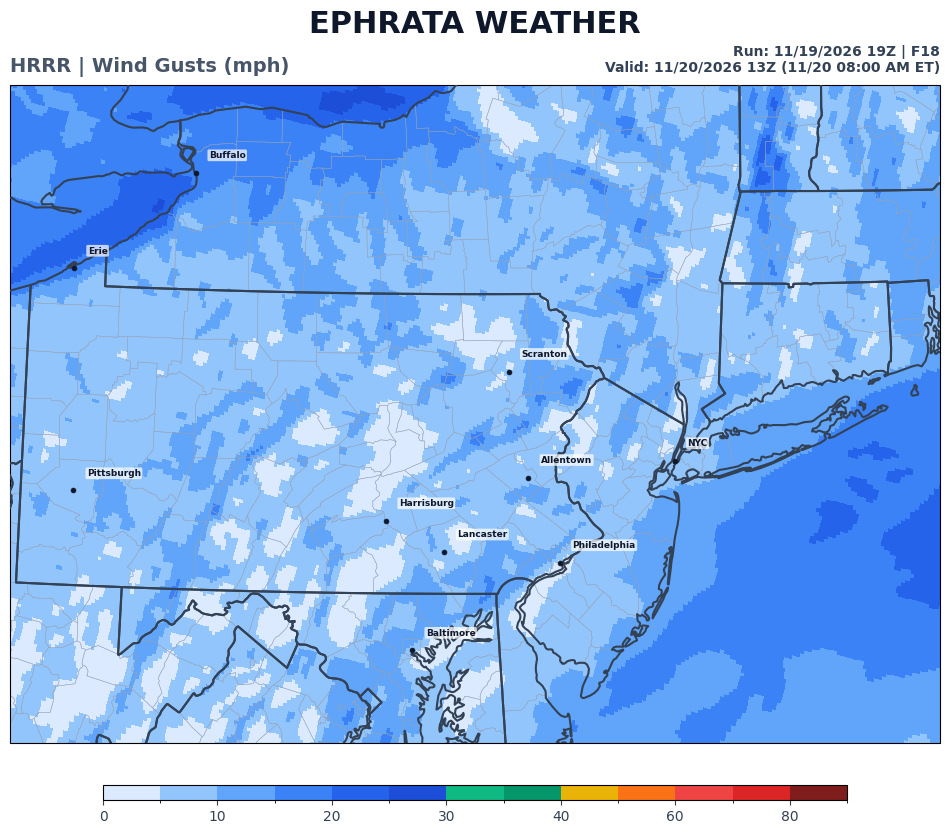 EPHRATA WEATHER
HRRR | Wind Gusts (mph)
Run: 11/19/2026 19Z | F18
Valid: 11/20/2026 13Z (11/20 08:00 AM ET)
Buffalo
Erie
Scranton
NYC
Allentown
Pittsburgh
Harrisburg
Lancaster
Philadelphia
Baltimore
0 10 20 30 40 50 60 70 80